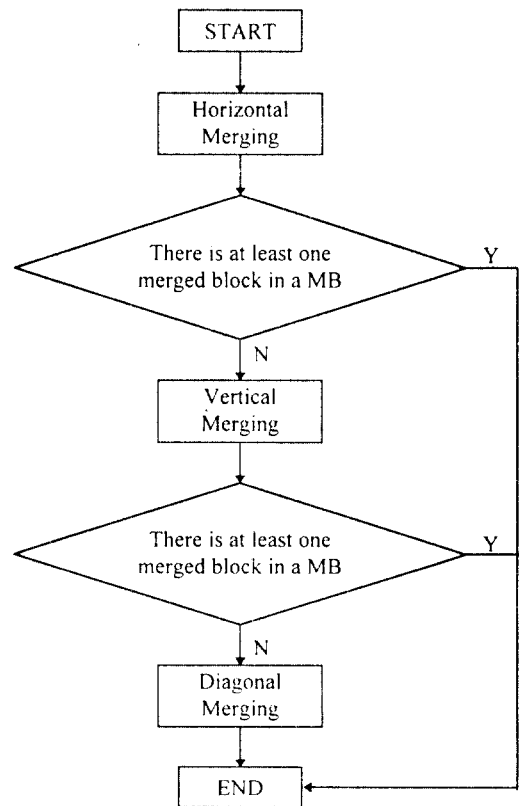 START
Horizontal
Merging
There is at least one
merged block in a MB
Y
N
Vertical
Merging
There is at least one
merged block in a MB
Y
N
Diagonal
Merging
END